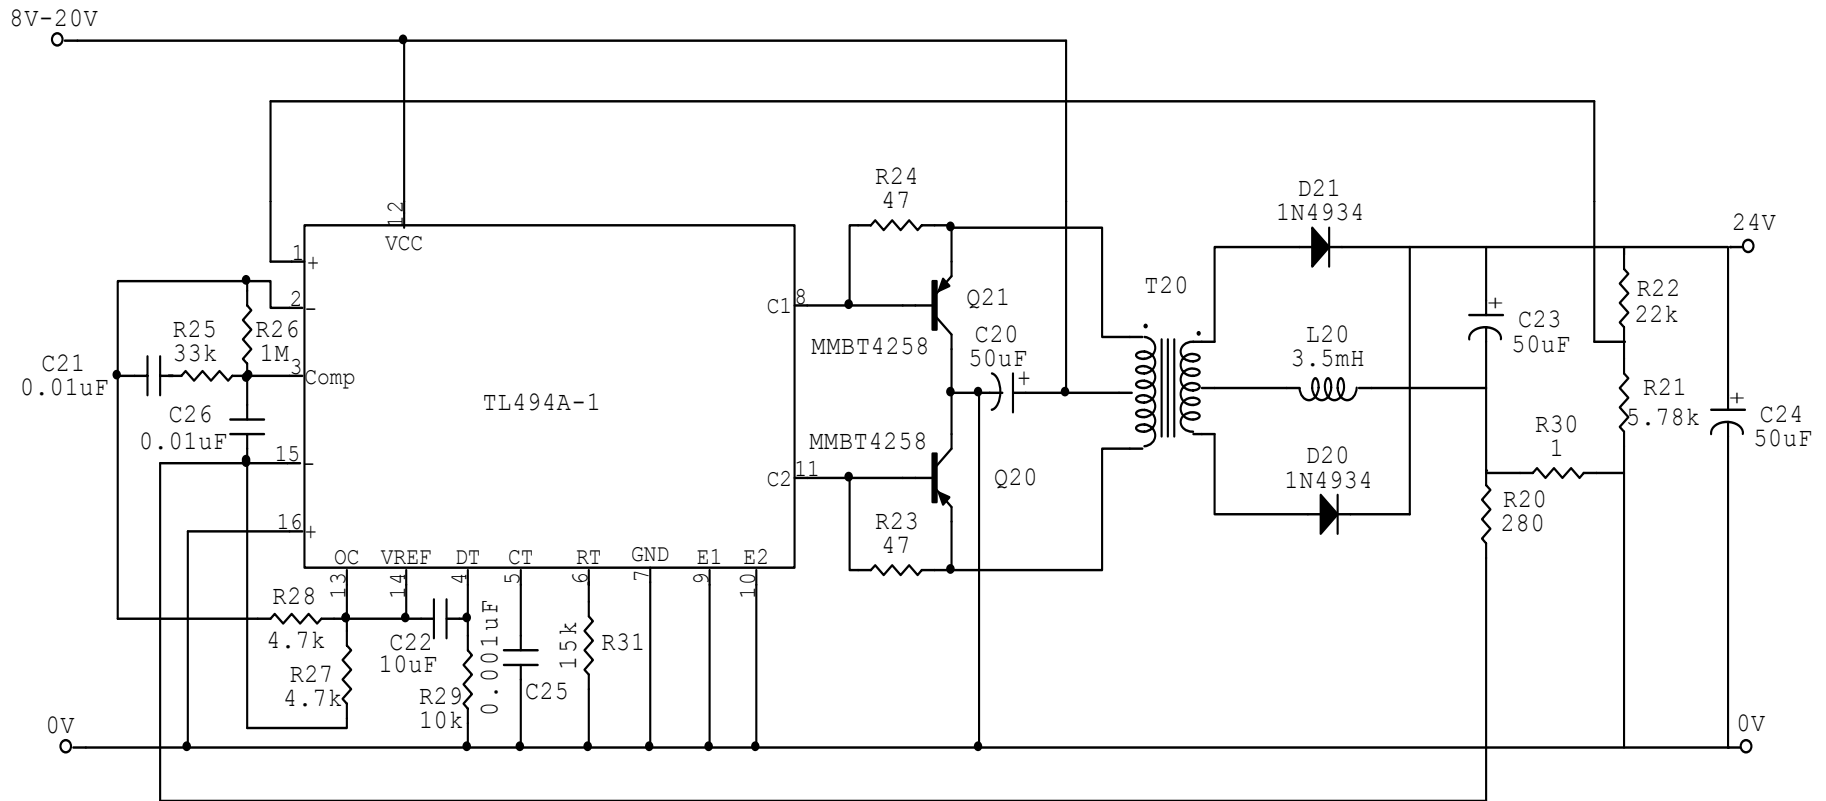 8V-20V
R24
47
D21
1N4934
24V
12
VCC
1
+
2
-
R25
33k
R26
1M
C21
0.01uF
3
Comp
C26
0.01uF
15
-
16
+
TL494A-1
C1
8
C2
11
Q21
MMBT4258
C20
50uF
+
MMBT4258
Q20
R23
47
T20
L20
3.5mH
D20
1N4934
+
C23
50uF
R22
22k
R21
5.78k
R30
1
R20
280
+
C24
50uF
OC
VREF
DT
CT
RT
GND
E1
E2
13
14
4
5
6
7
9
10
R28
4.7k
R27
4.7k
C22
10uF
R29
10k
0.001uF
C25
15k
R31
0V
0V